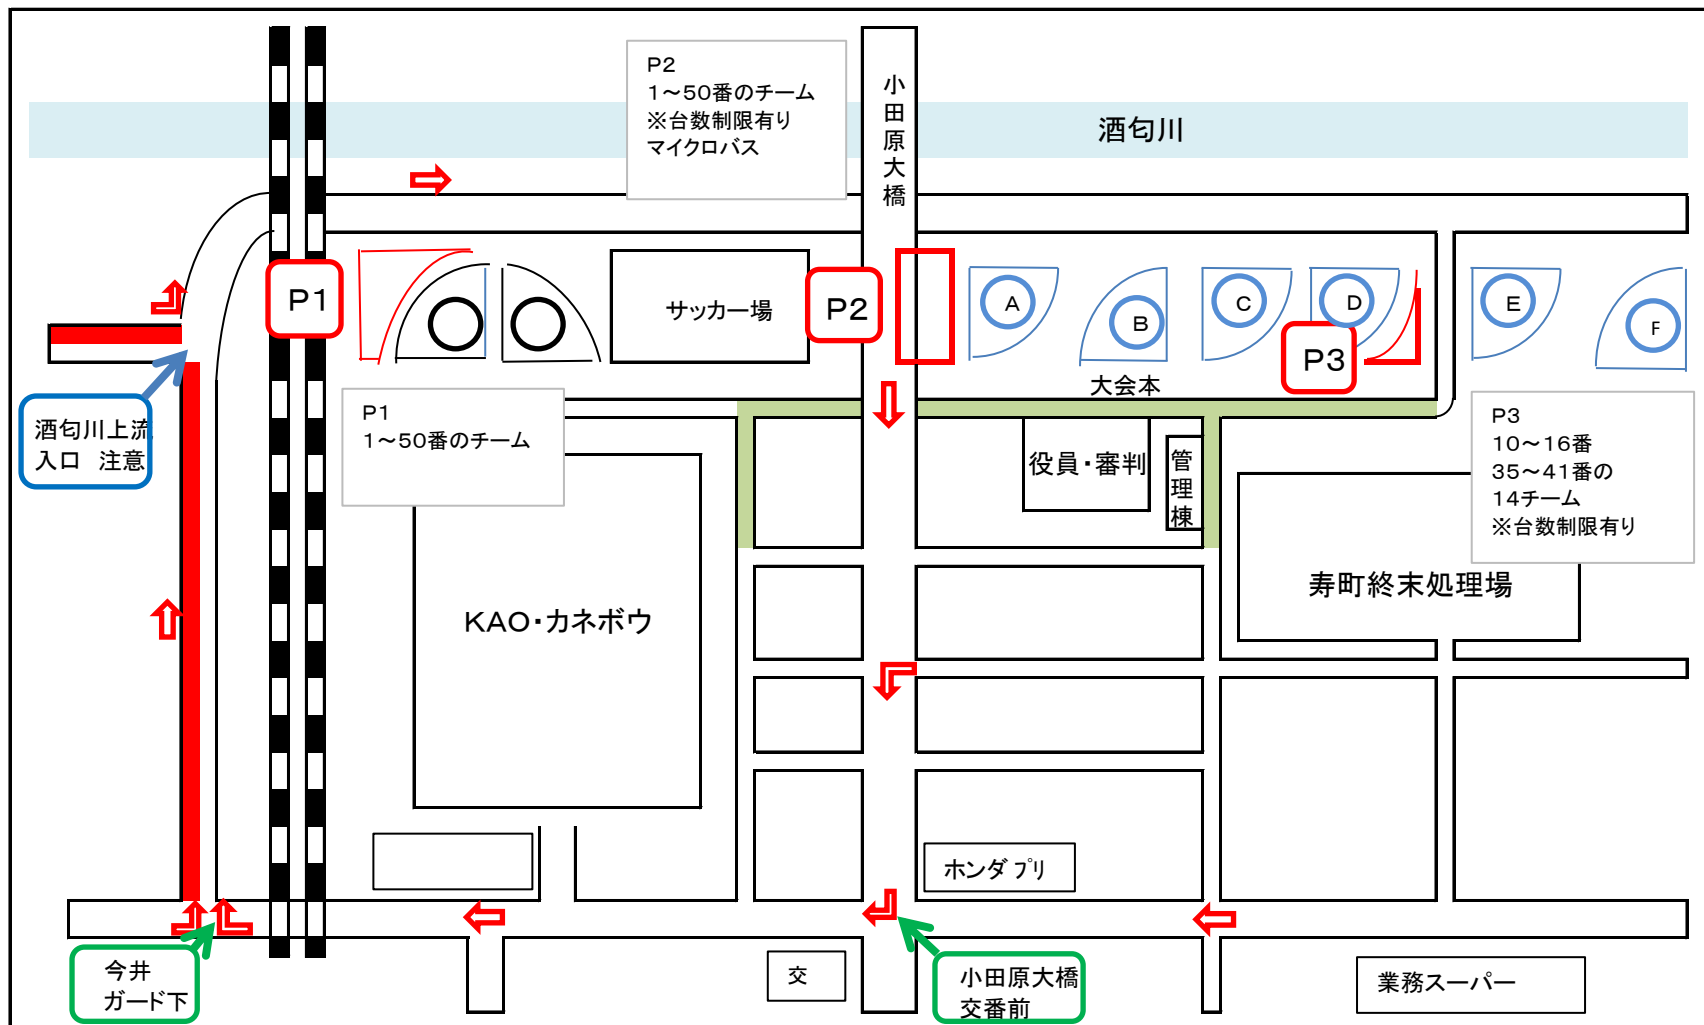 P2
1～50番のチーム
※台数制限有り
マイクロバス
小田原大橋
酒匂川
P1
サッカー場
P2
A
B
C
D
E
F
P3
大会本
酒匂川上流
入口 注意
P1
1～50番のチーム
役員・審判
管理棟
P3
10～16番
35～41番の
14チーム
※台数制限有り
KAO・カネボウ
寿町終末処理場
ホンダプリ
今井
ガード下
交
小田原大橋
交番前
業務スーパー